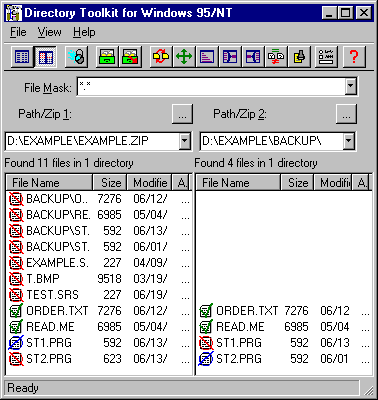 Directory Toolkit for Windows 95/NT
File View Help
File Mask: *.*
Path/Zip 1: ... Path/Zip 2: ...
D:\EXAMPLE\EXAMPLE.ZIP D:\EXAMPLE\BACKUP\
Found 11 files in 1 directory Found 4 files in 1 directory
File Name Size Modifie A. File Name Size Modifie A.
BACKUP\O.. 7276 06/12/ ...
BACKUP\RE. 6985 05/04/ ...
BACKUP\ST. 592 06/13/ ...
BACKUP\ST. 592 06/01/ ...
EXAMPLE.S. 227 04/09/ ...
T.BMP 9518 03/19/ ...
TEST.SRS 227 06/19/ ...
ORDER.TXT 7276 06/12/ ... ORDER.TXT 7276 06/12 ...
READ.ME 6985 05/04/ ... READ.ME 6985 05/04 ...
ST1.PRG 592 06/13/ ... ST1.PRG 592 06/13 ...
ST2.PRG 623 06/13/ ... ST2.PRG 592 06/01 ...
Ready